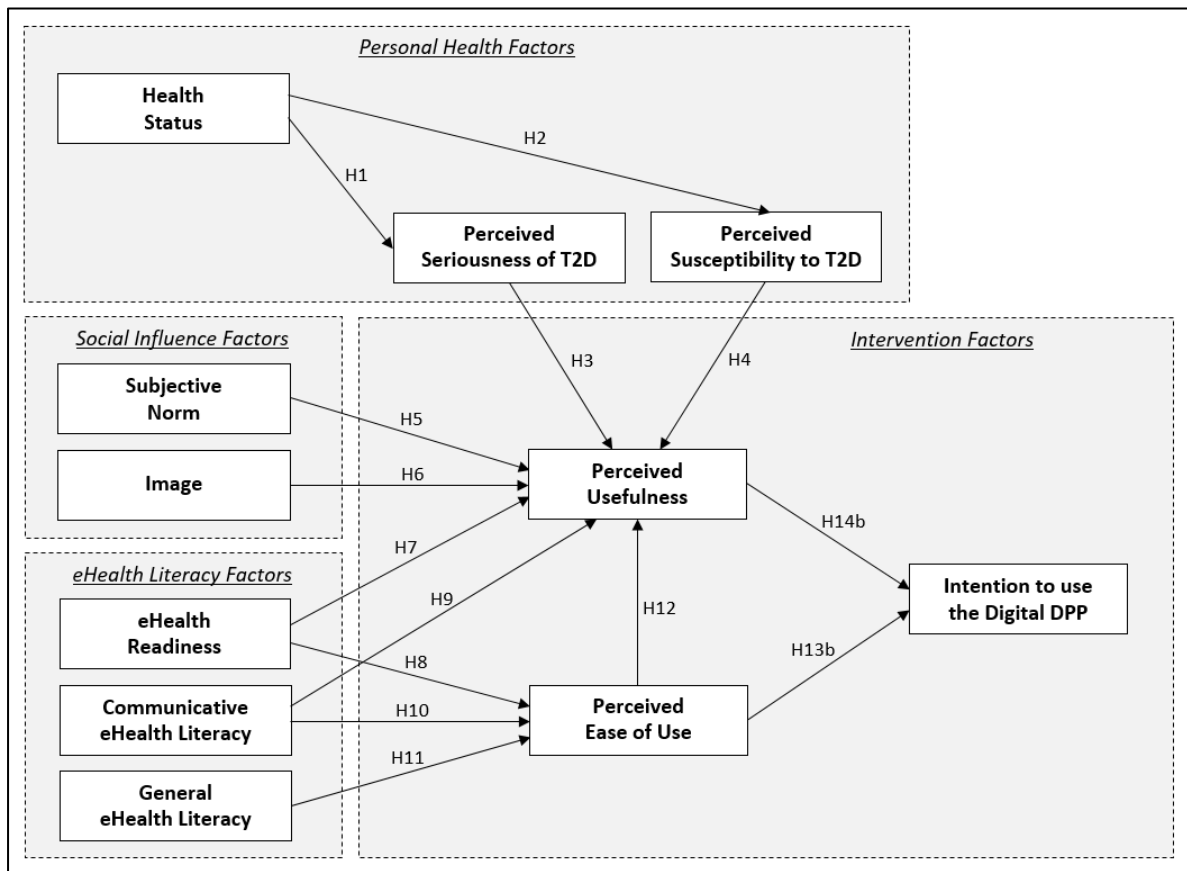 Personal Health Factors
Health
Status
H2
H1
Perceived
Seriousness of T2D
Perceived
Susceptibility to T2D
Social Influence Factors
Intervention Factors
H3
H4
Subjective
Norm
H5
Image
H6
Perceived
Usefulness
H7
H14b
eHealth Literacy Factors
H9
Intention to use
the Digital DPP
eHealth
Readiness
H12
H8
H13b
Communicative
eHealth Literacy
H10
Perceived
Ease of Use
H11
General
eHealth Literacy